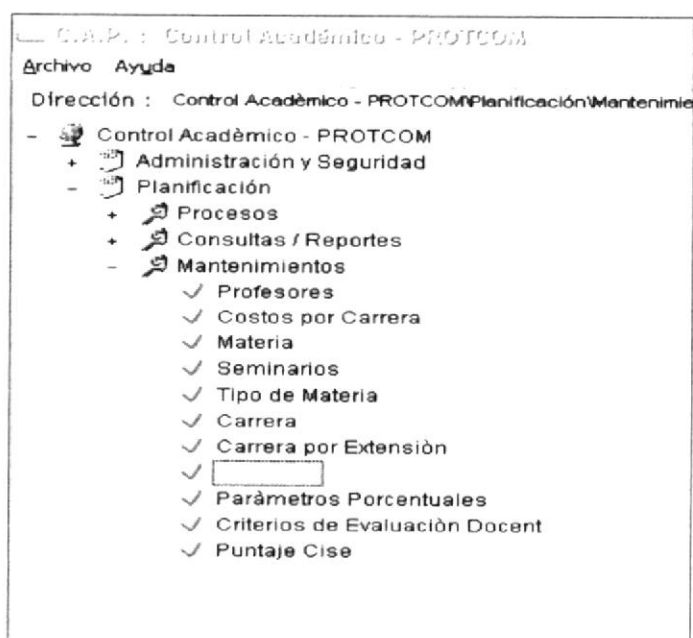 C.A.P. : Control Académico - PROTCOM
Archivo Ayuda
Dirección : Control Acadèmico - PROTCOM\Planificación\Mantenimie
Control Acadèmico - PROTCOM
Administración y Seguridad
Planificación
Procesos
Consultas / Reportes
Mantenimientos
Profesores
Costos por Carrera
Materia
Seminarios
Tipo de Materia
Carrera
Carrera por Extensiòn
Paràmetros Porcentuales
Criterios de Evaluaciòn Docent
Puntaje Cise